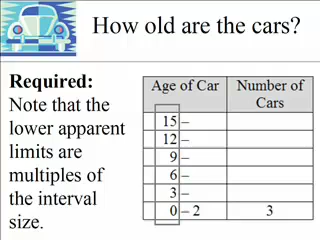 How old are the cars?
Required:
Note that the
lower apparent
limits are
multiples of
the interval
size.
Age of Car Number of
Cars
15 –
12 –
9 –
6 –
3 –
0 – 2 3